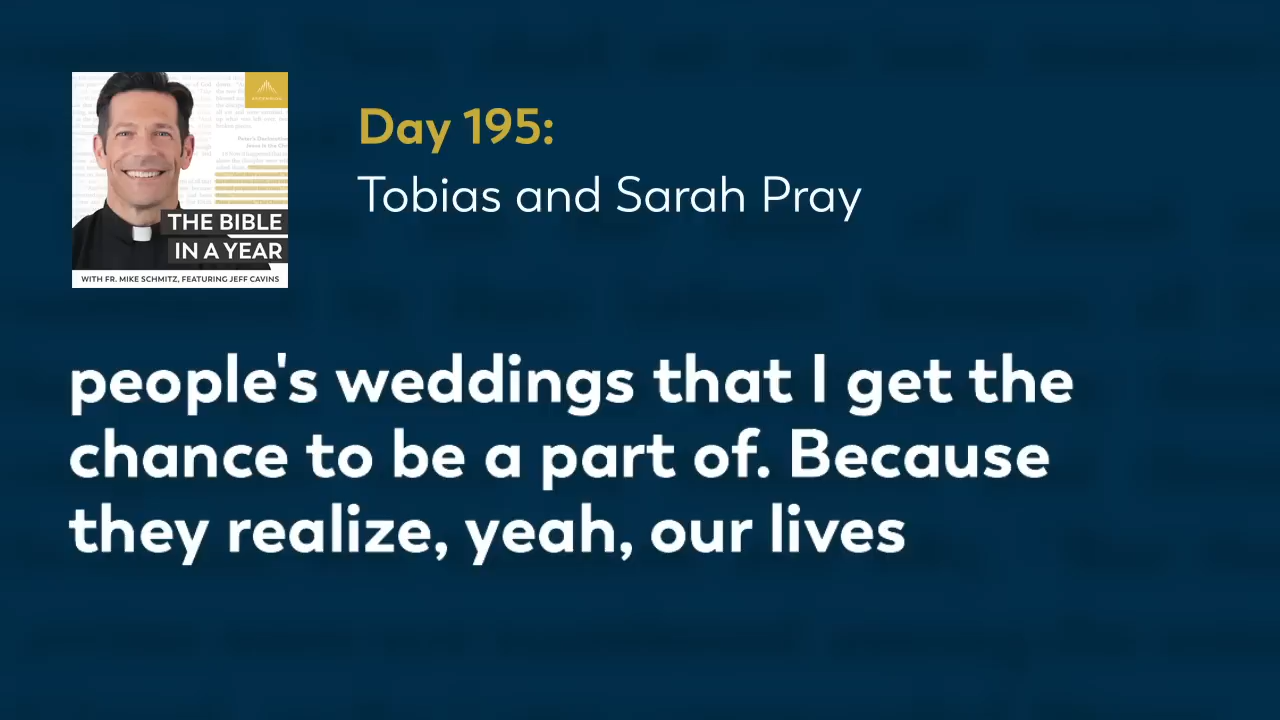 Day 195:
Tobias and Sarah Pray
THE BIBLE
IN A YEAR
WITH FR. MIKE SCHMITZ, FEATURING JEFF CAVINS
people's weddings that I get the
chance to be a part of. Because
they realize, yeah, our lives